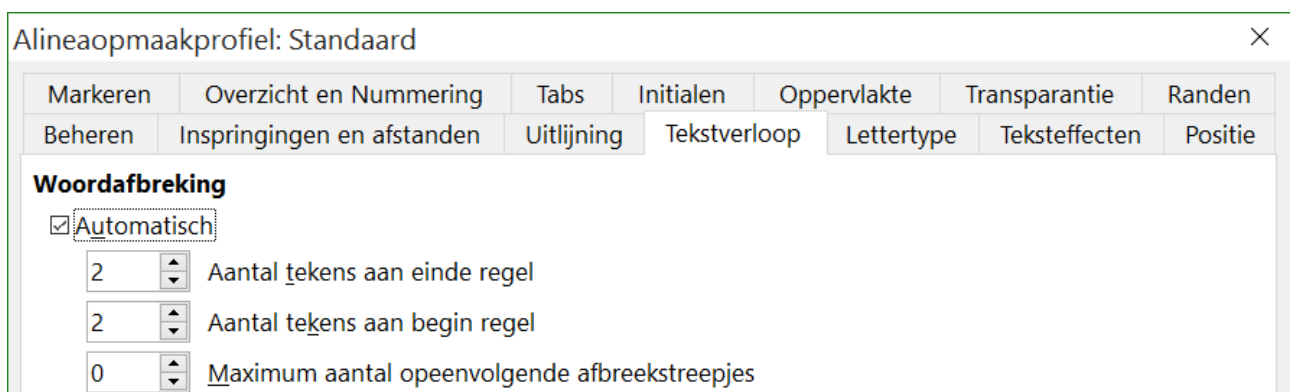 Alineaopmaakprofiel: Standaard
Markeren Overzicht en Nummering Tabs Initialen Oppervlakte Transparantie Randen
Beheren Inspringingen en afstanden Uitlijning Tekstverloop Lettertype Teksteffecten Positie
Woordafbreking
Automatisch
2 Aantal tekens aan einde regel
2 Aantal tekens aan begin regel
0 Maximum aantal opeenvolgende afbreekstreepjes